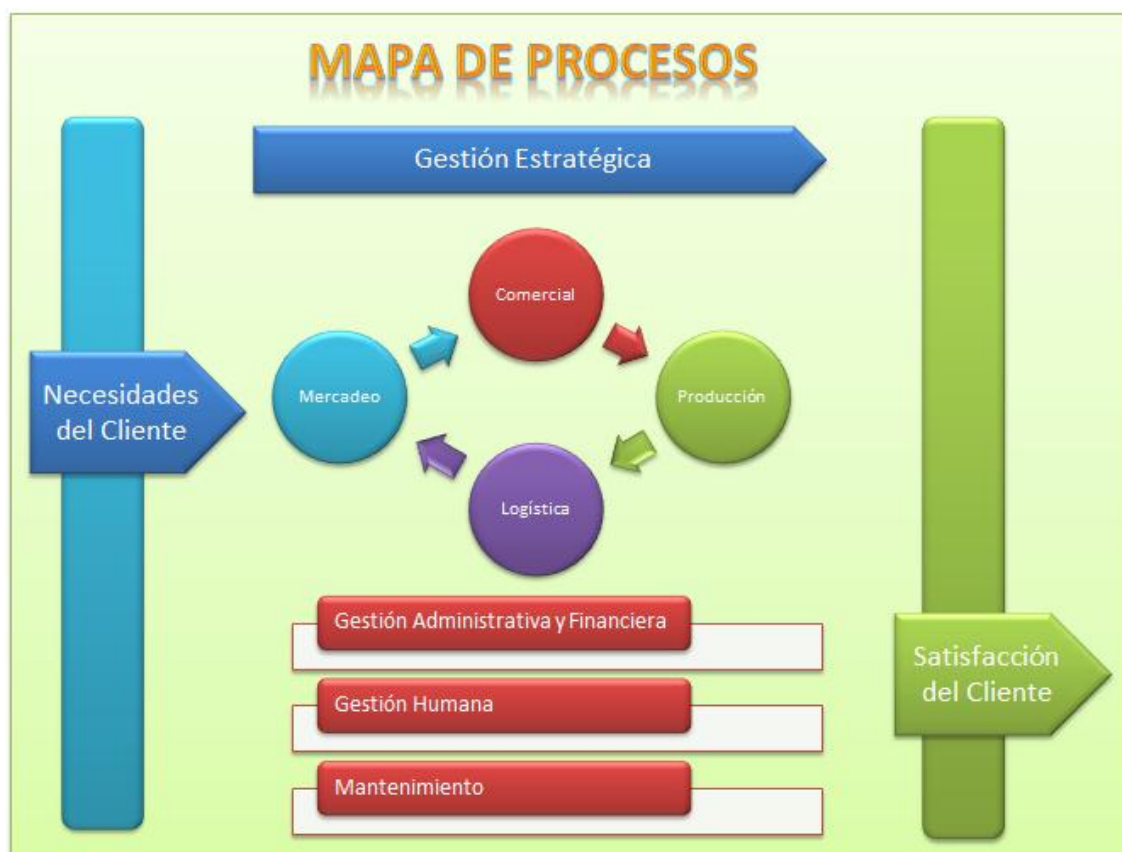 MAPA DE PROCESOS
Gestión Estratégica
Comercial
Necesidades
del Cliente
Mercadeo
Producción
Logística
Gestión Administrativa y Financiera
Gestión Humana
Mantenimiento
Satisfacción
del Cliente